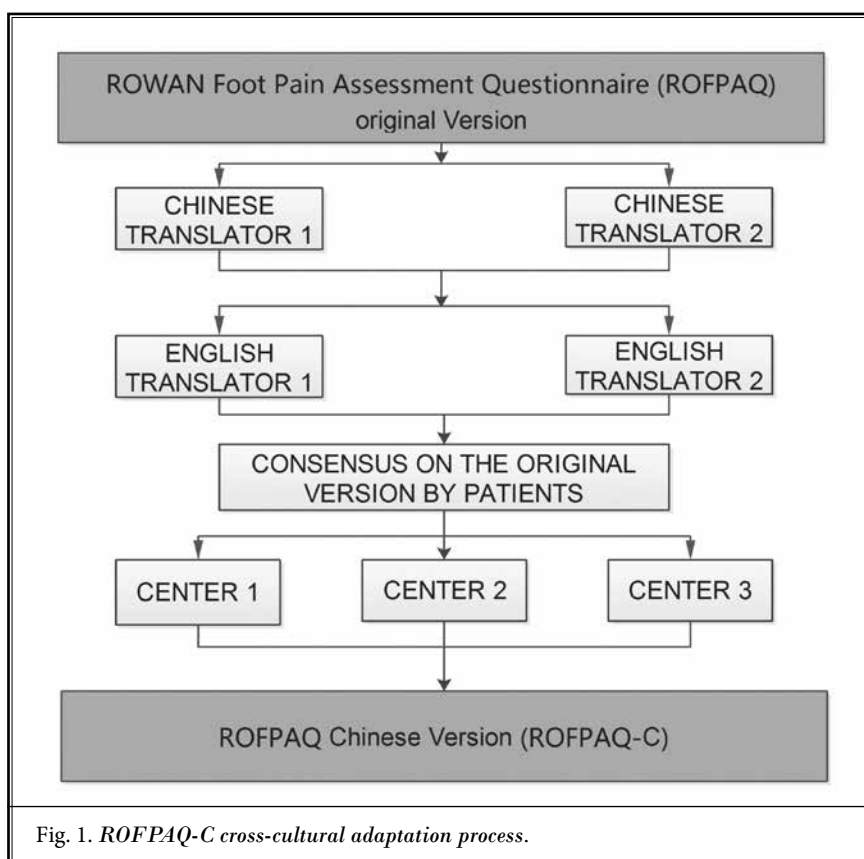 ROWAN Foot Pain Assessment Questionnaire (ROFPAQ)
original Version
CHINESE
TRANSLATOR 1
CHINESE
TRANSLATOR 2
ENGLISH
TRANSLATOR 1
ENGLISH
TRANSLATOR 2
CONSENSUS ON THE ORIGINAL
VERSION BY PATIENTS
CENTER 1
CENTER 2
CENTER 3
ROFPAQ Chinese Version (ROFPAQ-C)
Fig. 1. ROFPAQ-C cross-cultural adaptation process.